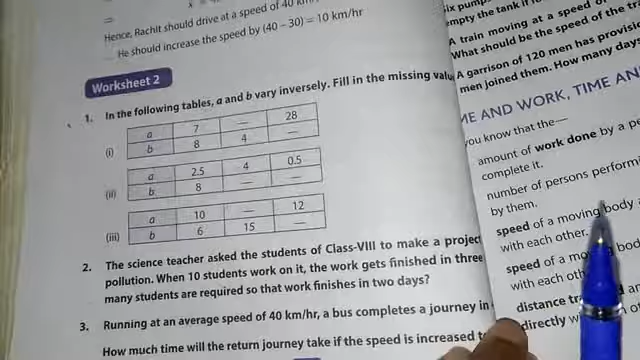 Hence, Rachit should drive at a speed of 40 km/
He should increase the speed by (40 – 30) = 10 km/hr
Worksheet 2
1. In the following tables, a and b vary inversely. Fill in the missing valu
(i)
a 7 — 28
b 8 4 —
(ii)
a 2.5 4 0.5
b 8 — —
(iii)
a 10 — 12
b 6 15 —
2. The science teacher asked the students of Class-VIII to make a project
pollution. When 10 students work on it, the work gets finished in three
many students are required so that work finishes in two days?
3. Running at an average speed of 40 km/hr, a bus completes a journey in
How much time will the return journey take if the speed is increased
six pump
empty the tank if
A train moving at a speed of
What should be the speed of the tr
A garrison of 120 men has provisio
men joined them. How many days
ME AND WORK, TIME AN
you know that the—
amount of work done by a pe
complete it.
number of persons perform
by them.
speed of a moving body
with each other.
speed of a bod
with each oth
distance
directly